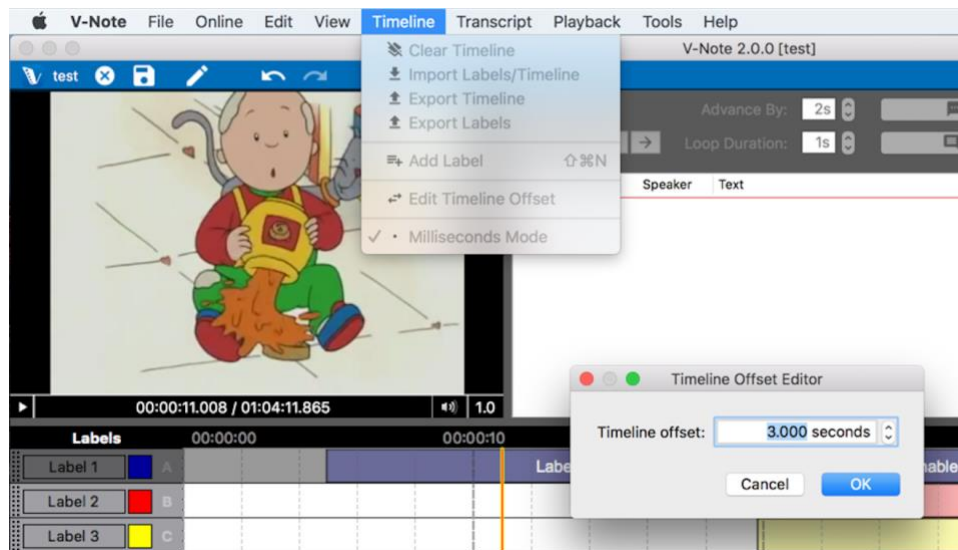 V-Note File Online Edit View Timeline Transcript Playback Tools Help
V-Note 2.0.0 [test]
test
Clear Timeline
Import Labels/Timeline
Export Timeline
Export Labels
Add Label ⇧⌘N
Edit Timeline Offset
✓ · Milliseconds Mode
Advance By: 2s
Loop Duration: 1s
Speaker Text
00:00:11.008 / 01:04:11.865 1.0
Timeline Offset Editor
Timeline offset: 3.000 seconds
Cancel OK
Labels 00:00:00 00:00:10
Label 1 A
Label 2 B
Label 3 C